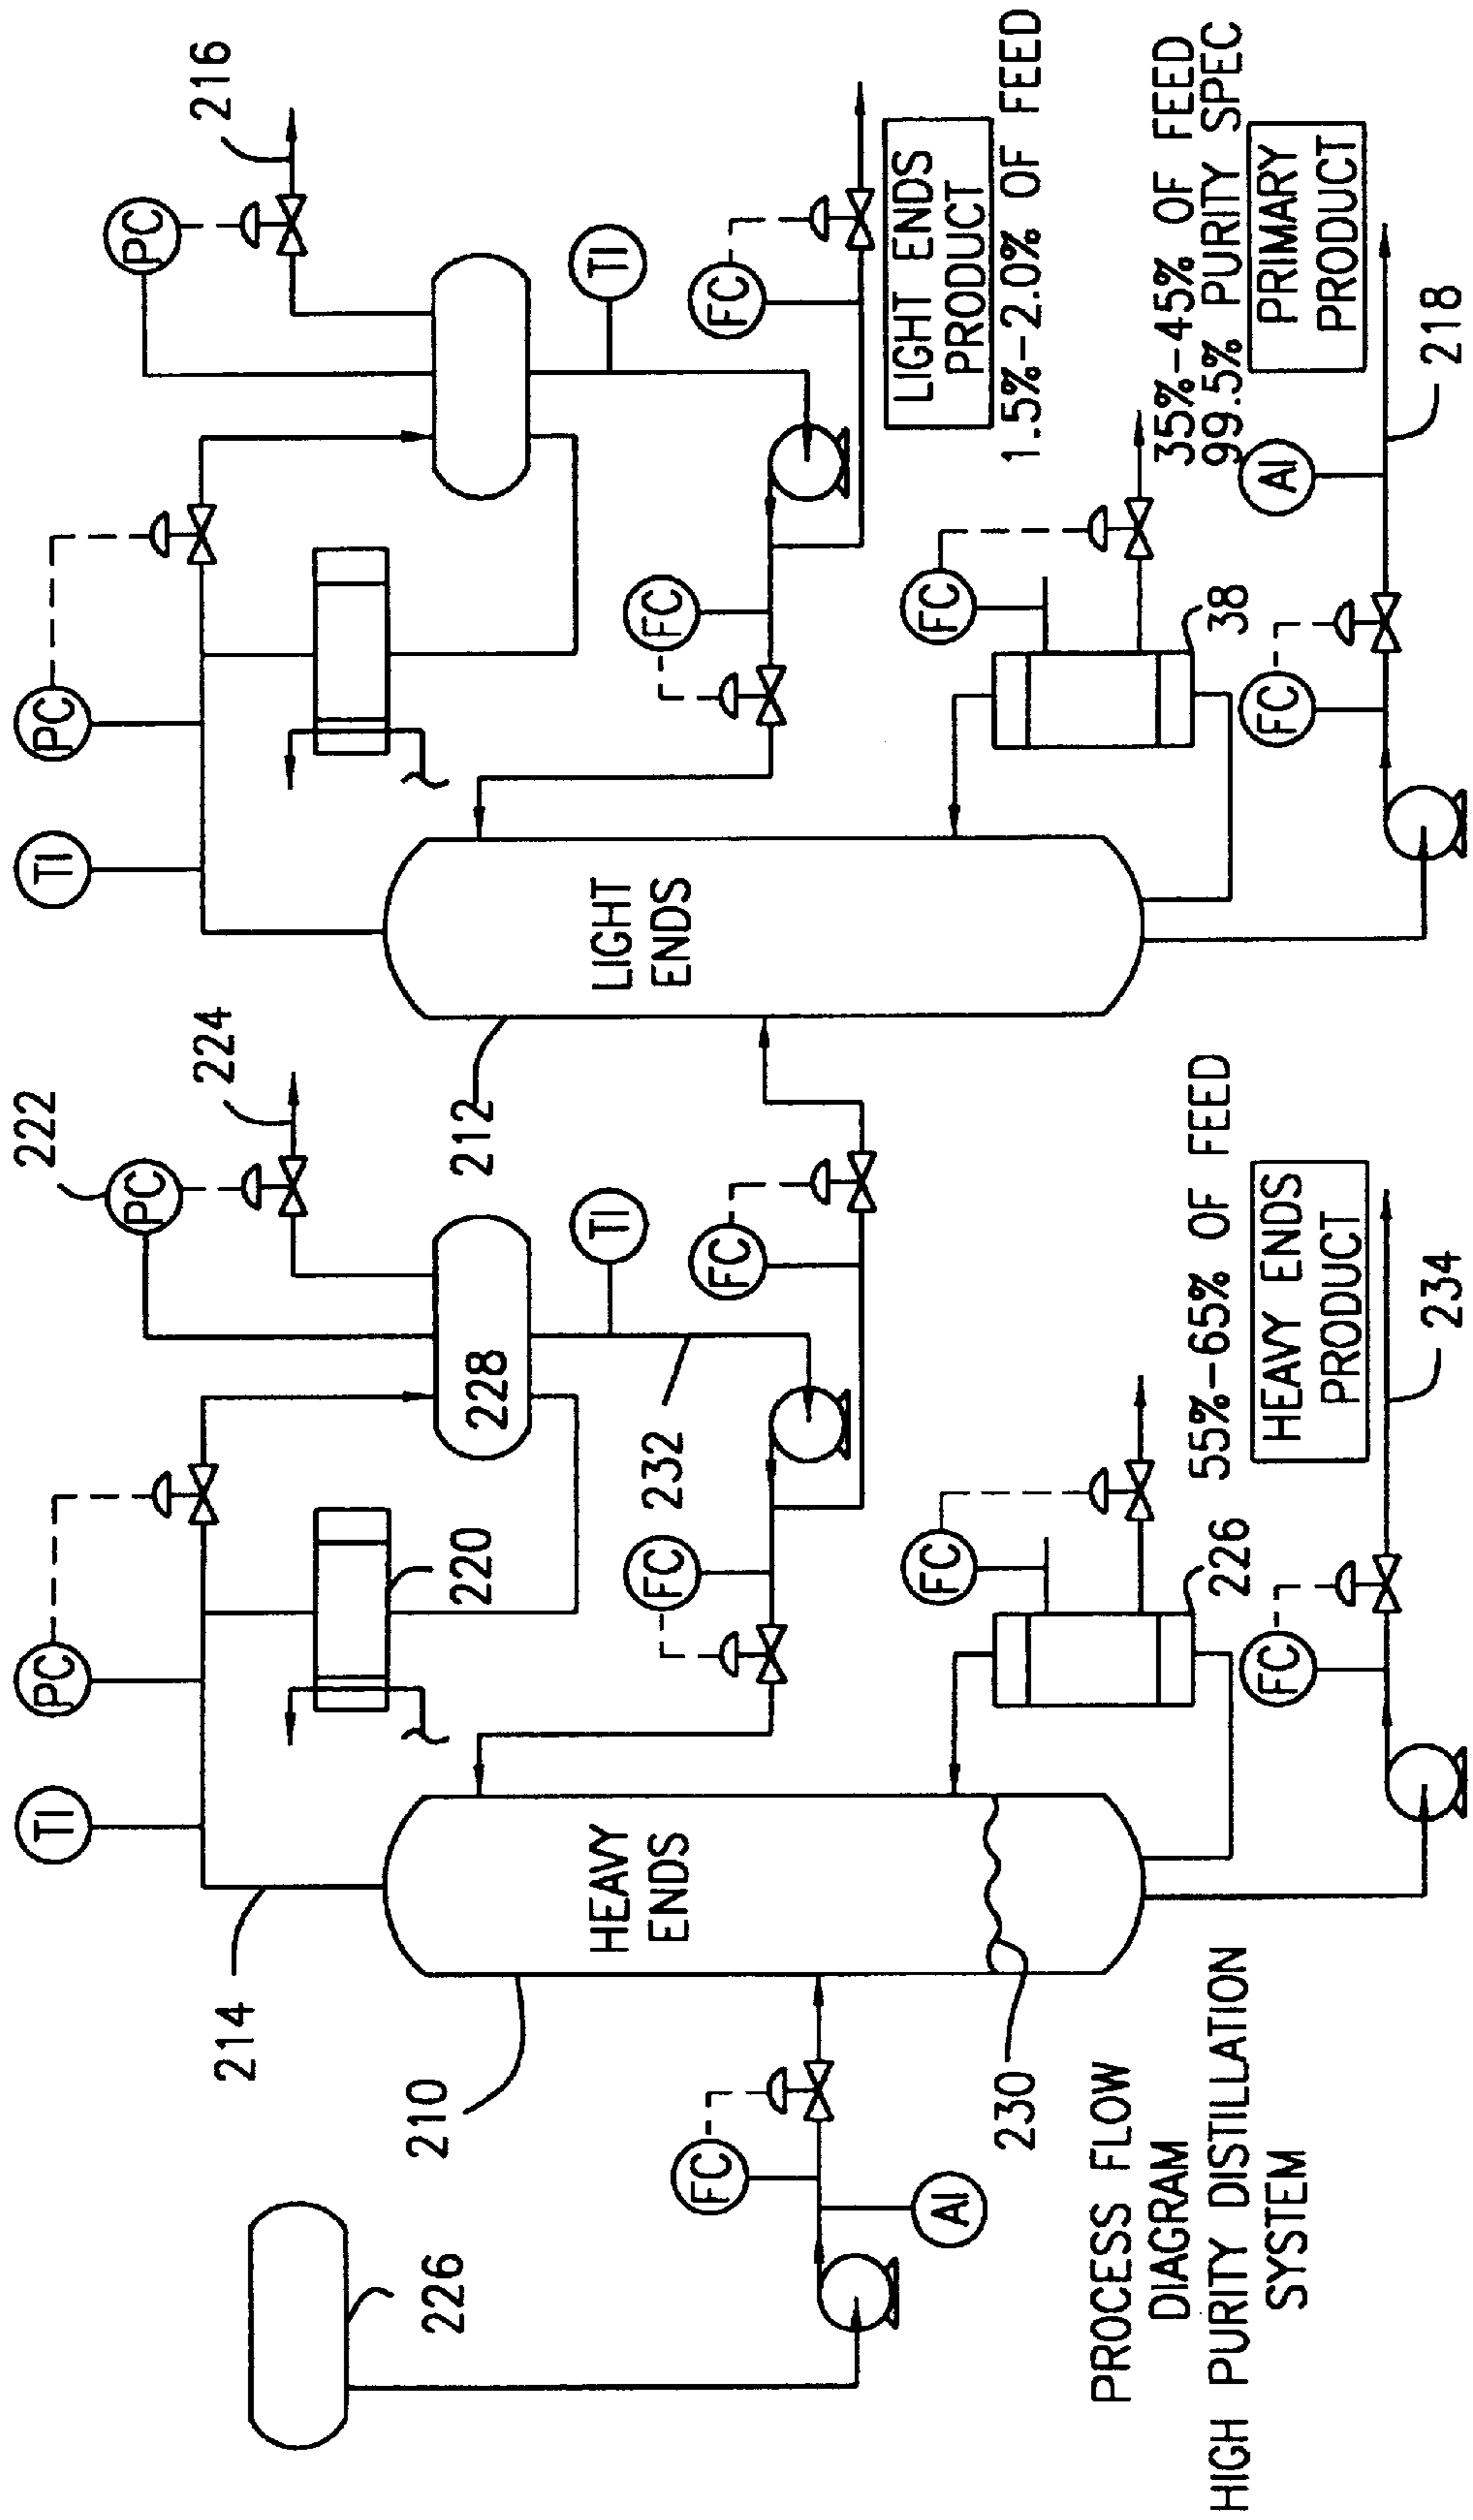 222
PC
224
TI
PC
PC
216
TI
PC
214
220
228
TI
TI
226
210
HEAVY
ENDS
FC
232
FC
212
LIGHT
ENDS
FC
FC
LIGHT ENDS
PRODUCT
1.5%-2.0% OF FEED
FC
AI
230
FC
FC
PROCESS FLOW
DIAGRAM
HIGH PURITY DISTILLATION
SYSTEM
226
55%-65% OF FEED
HEAVY ENDS
PRODUCT
FC
234
38
35%-45% OF FEED
99.5% PURITY SPEC
PRIMARY
PRODUCT
FC
AI
218